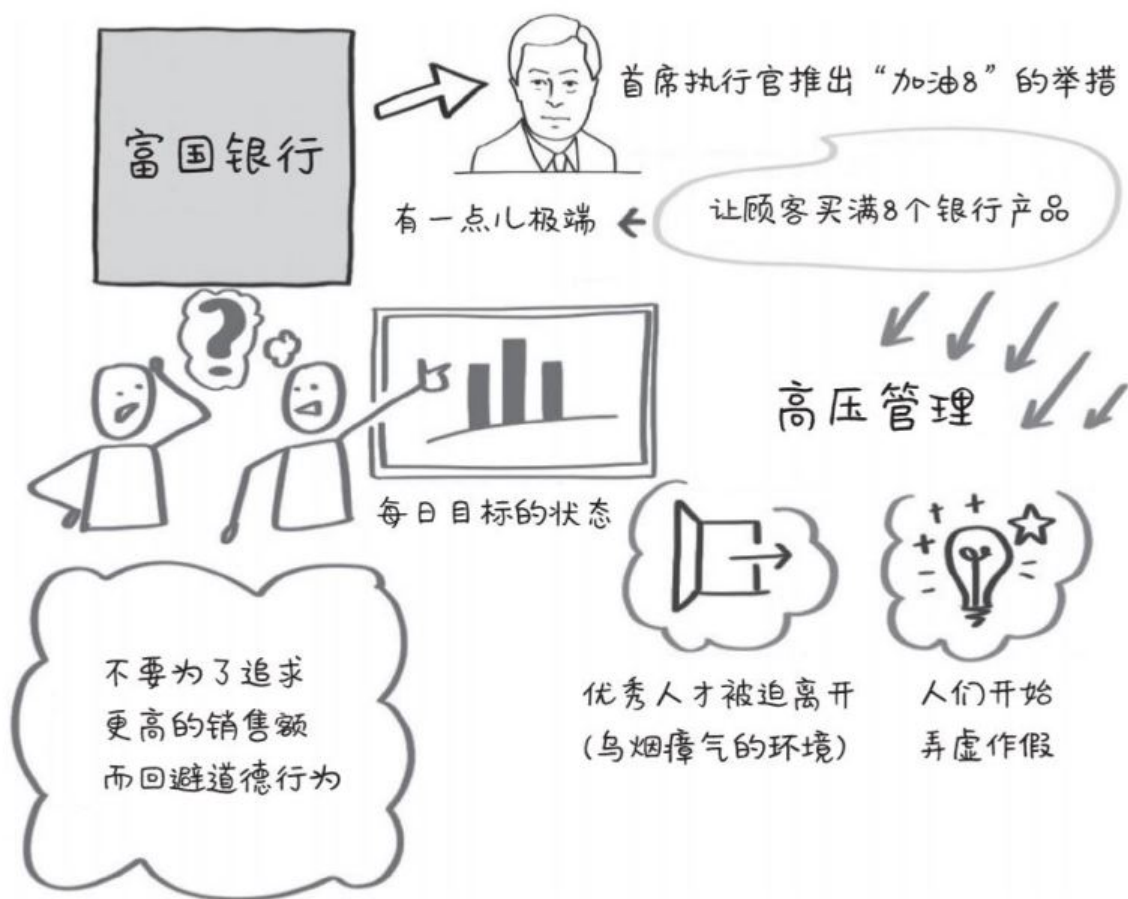 富国银行
首席执行官推出“加油8”的举措
让顾客买满8个银行产品
有一点儿极端
?
高压管理
每日目标的状态
不要为了追求
更高的销售额
而回避道德行为
优秀人才被迫离开
(乌烟瘴气的环境)
人们开始
弄虚作假